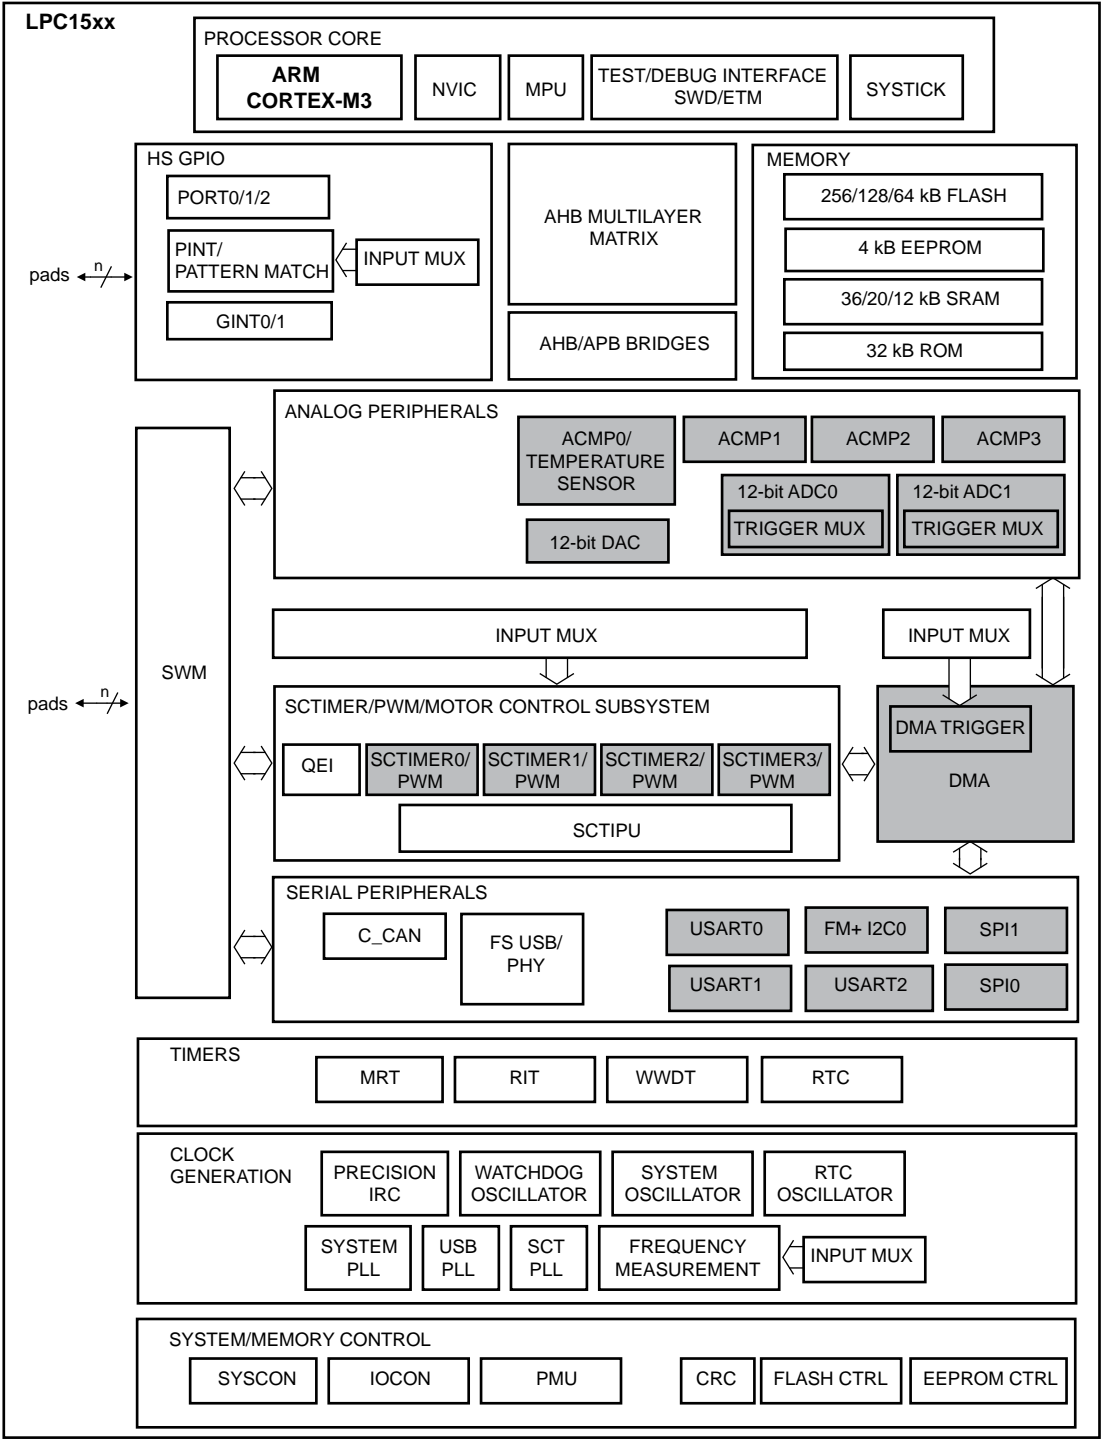 LPC15xx
PROCESSOR CORE
ARM
CORTEX-M3
NVIC
MPU
TEST/DEBUG INTERFACE
SWD/ETM
SYSTICK
HS GPIO
PORT0/1/2
PINT/
PATTERN MATCH
INPUT MUX
GINT0/1
pads
n
AHB MULTILAYER
MATRIX
AHB/APB BRIDGES
MEMORY
256/128/64 kB FLASH
4 kB EEPROM
36/20/12 kB SRAM
32 kB ROM
ANALOG PERIPHERALS
ACMP0/
TEMPERATURE
SENSOR
ACMP1
ACMP2
ACMP3
12-bit ADC0
TRIGGER MUX
12-bit ADC1
TRIGGER MUX
12-bit DAC
SWM
pads
n
INPUT MUX
INPUT MUX
SCTIMER/PWM/MOTOR CONTROL SUBSYSTEM
QEI
SCTIMER0/
PWM
SCTIMER1/
PWM
SCTIMER2/
PWM
SCTIMER3/
PWM
SCTIPU
DMA TRIGGER
DMA
SERIAL PERIPHERALS
C_CAN
FS USB/
PHY
USART0
FM+ I2C0
SPI1
USART1
USART2
SPI0
TIMERS
MRT
RIT
WWDT
RTC
CLOCK
GENERATION
PRECISION
IRC
WATCHDOG
OSCILLATOR
SYSTEM
OSCILLATOR
RTC
OSCILLATOR
SYSTEM
PLL
USB
PLL
SCT
PLL
FREQUENCY
MEASUREMENT
INPUT MUX
SYSTEM/MEMORY CONTROL
SYSCON
IOCON
PMU
CRC
FLASH CTRL
EEPROM CTRL